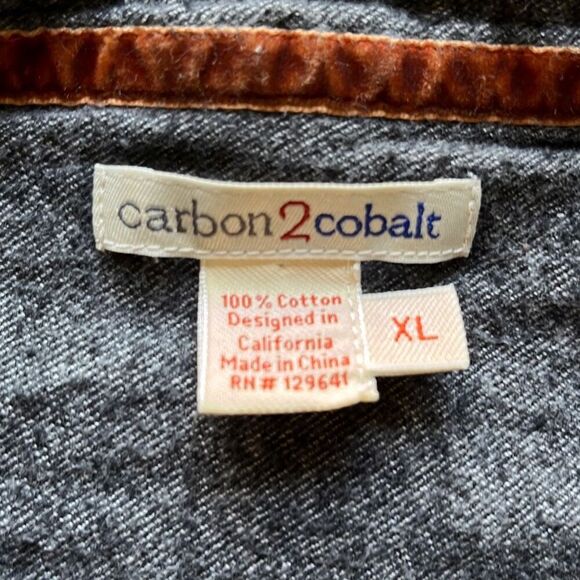 carbon2cobalt
100% Cotton
Designed in
California
Made in China
RN# 129641
XL